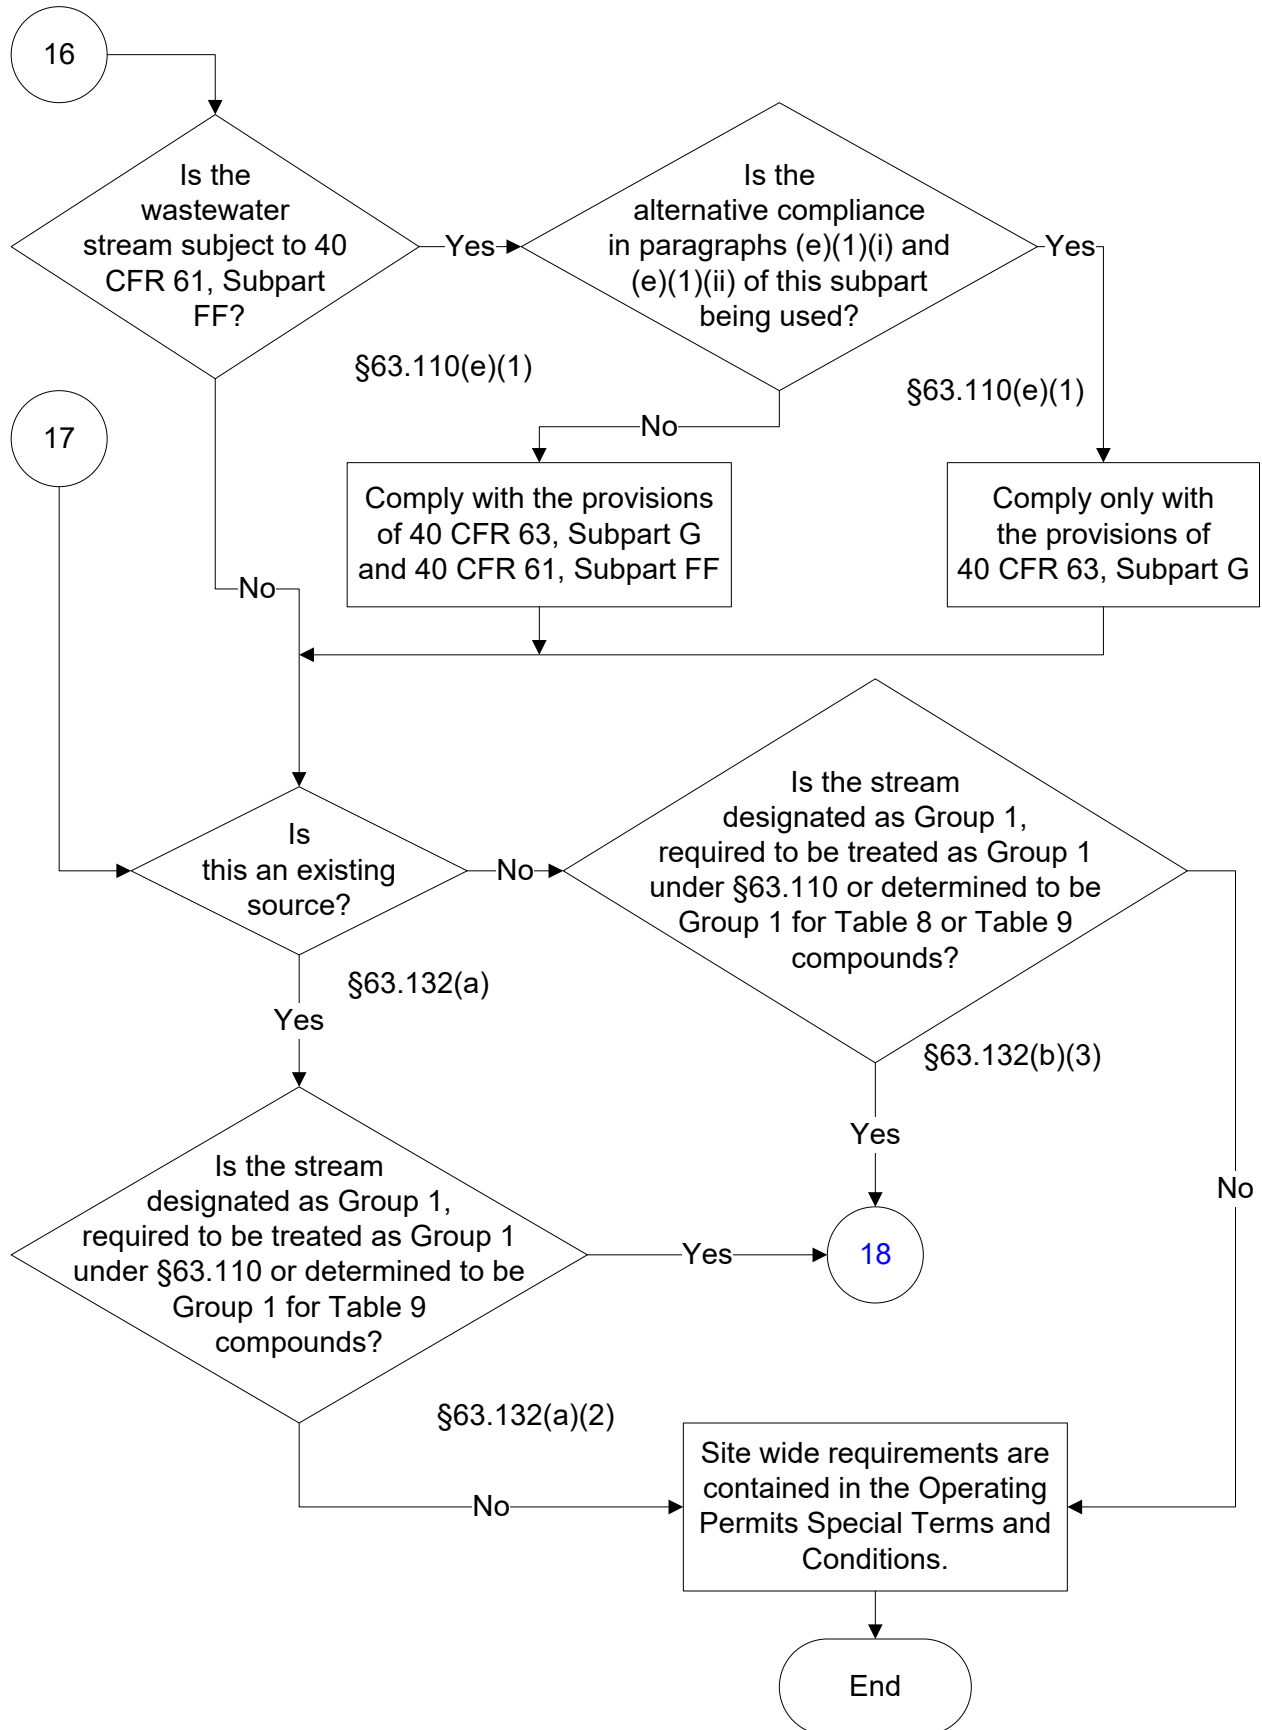 16
Is the
wastewater
stream subject to 40
CFR 61, Subpart
FF?
Yes
Is the
alternative compliance
in paragraphs (e)(1)(i) and
(e)(1)(ii) of this subpart
being used?
Yes
§63.110(e)(1)
§63.110(e)(1)
17
No
Comply with the provisions
of 40 CFR 63, Subpart G
and 40 CFR 61, Subpart FF
Comply only with
the provisions of
40 CFR 63, Subpart G
No
Is
this an existing
source?
No
Is the stream
designated as Group 1,
required to be treated as Group 1
under §63.110 or determined to be
Group 1 for Table 8 or Table 9
compounds?
§63.132(a)
Yes
§63.132(b)(3)
Yes
No
Is the stream
designated as Group 1,
required to be treated as Group 1
under §63.110 or determined to be
Group 1 for Table 9
compounds?
Yes
18
§63.132(a)(2)
No
Site wide requirements are
contained in the Operating
Permits Special Terms and
Conditions.
End